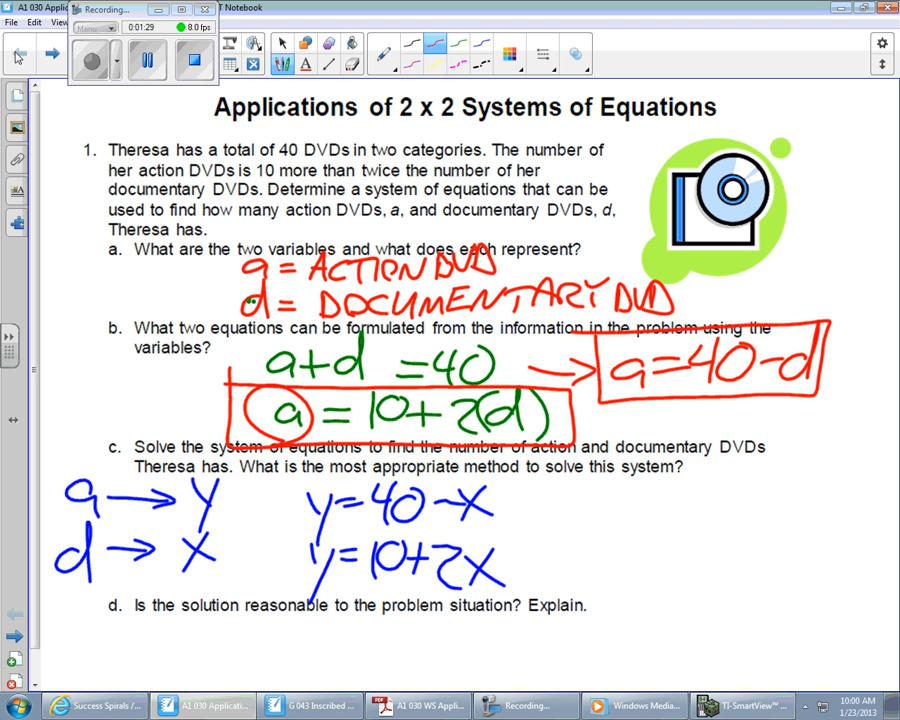 A1 030 Applic
Recording...
T Notebook
File Edit Vi
Menu
0:01:29
8.0 fps
Applications of 2 x 2 Systems of Equations
1. Theresa has a total of 40 DVDs in two categories. The number of
her action DVDs is 10 more than twice the number of her
documentary DVDs. Determine a system of equations that can be
used to find how many action DVDs, a, and documentary DVDs, d,
Theresa has.
a. What are the two variables and what does each represent?
a = ACTION DVD
d = DOCUMENTARY DVD
b. What two equations can be formulated from the information in the problem using the
variables?
a+d = 40 → a = 40 - d
a = 10 + 2(d)
c. Solve the system of equations to find the number of action and documentary DVDs
Theresa has. What is the most appropriate method to solve this system?
a → y y = 40 - x
d → x y = 10 + 2x
d. Is the solution reasonable to the problem situation? Explain.
Success Spirals /...
A1 030 Applicati...
G 043 Inscribed ...
A1 030 WS Appli...
Recording...
Windows Media...
TI-SmartView™ ...
10:00 AM
1/23/2013